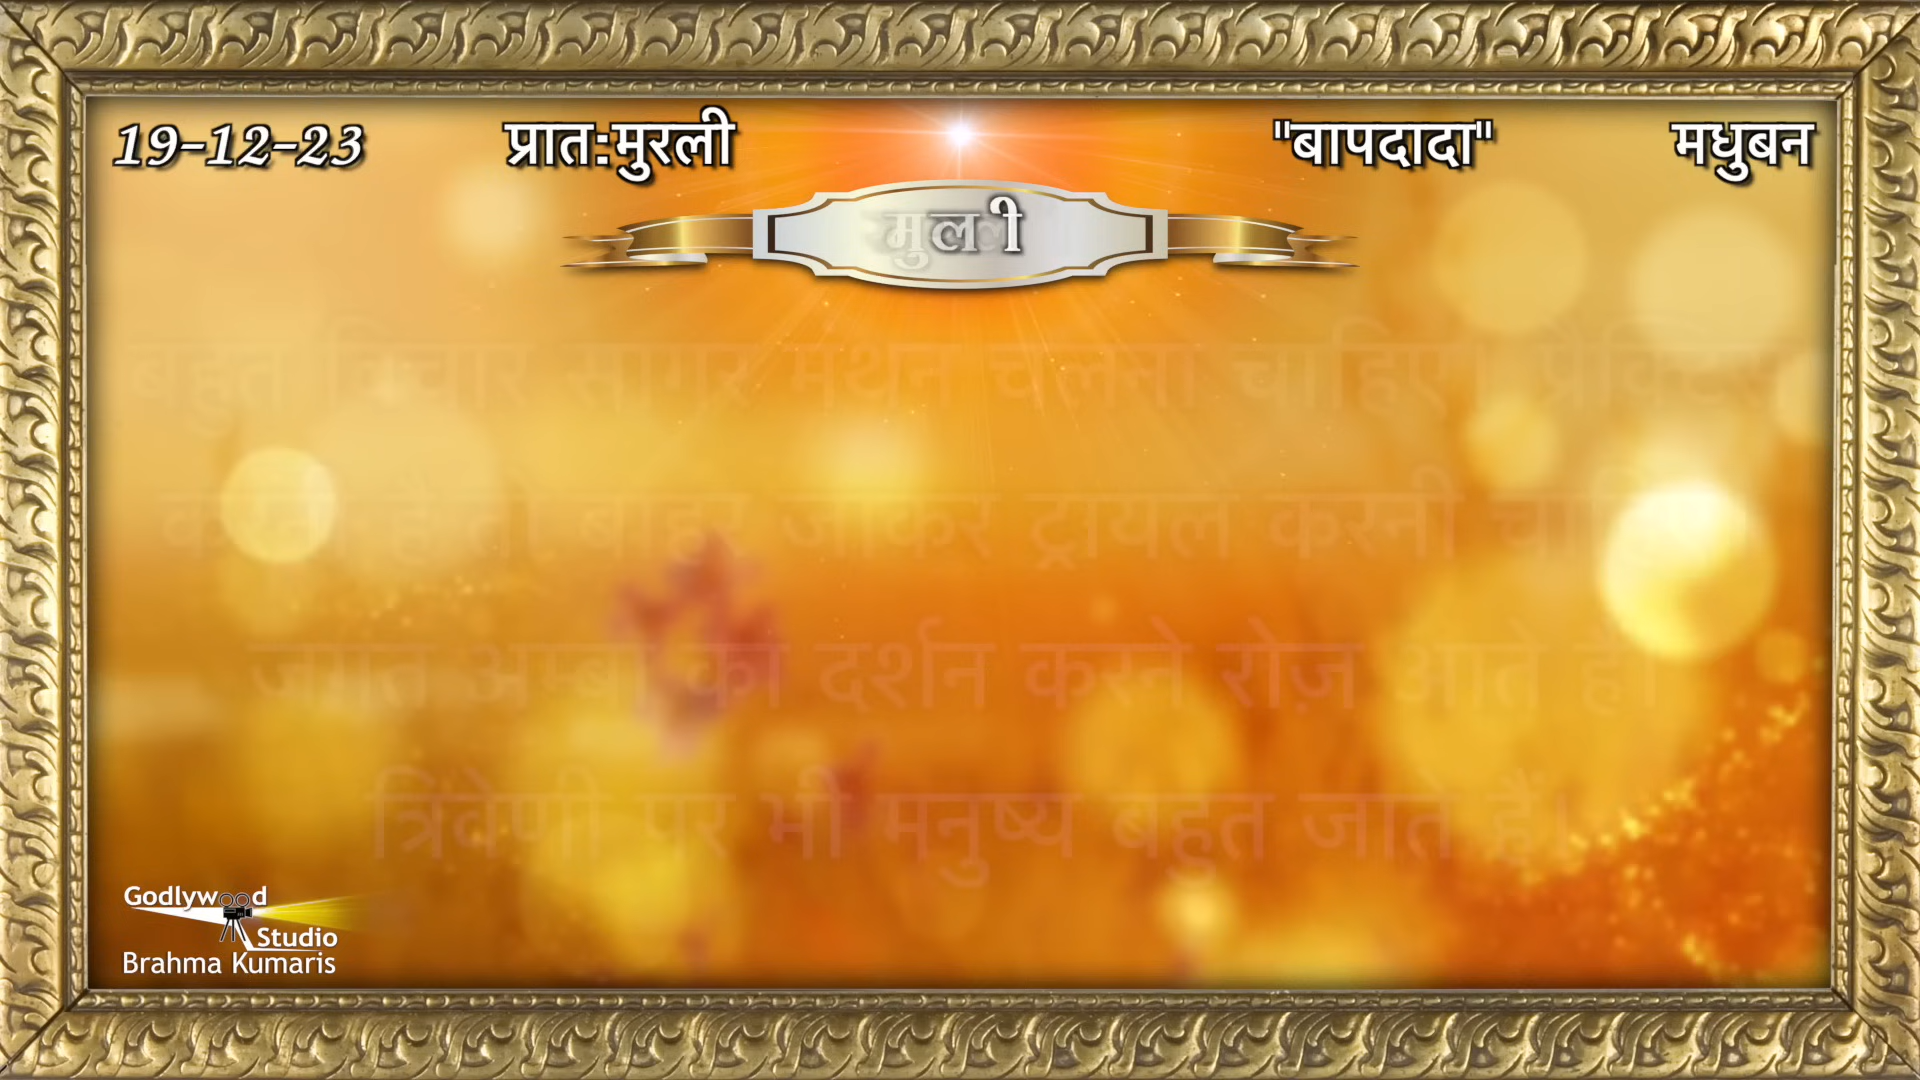 19-12-23 प्रात:मुरली "बापदादा" मधुबन
बहुत विचार सागर मंथन चलना चाहिए। प्रैक्टिस
करनी है तो बाहर जाकर ट्रायल करनी चाहिए।
जगत अम्बा का दर्शन करने रोज़ आते हैं।
त्रिवेणी पर भी मनुष्य बहुत जाते हैं।
Godlywood
Studio
Brahma Kumaris